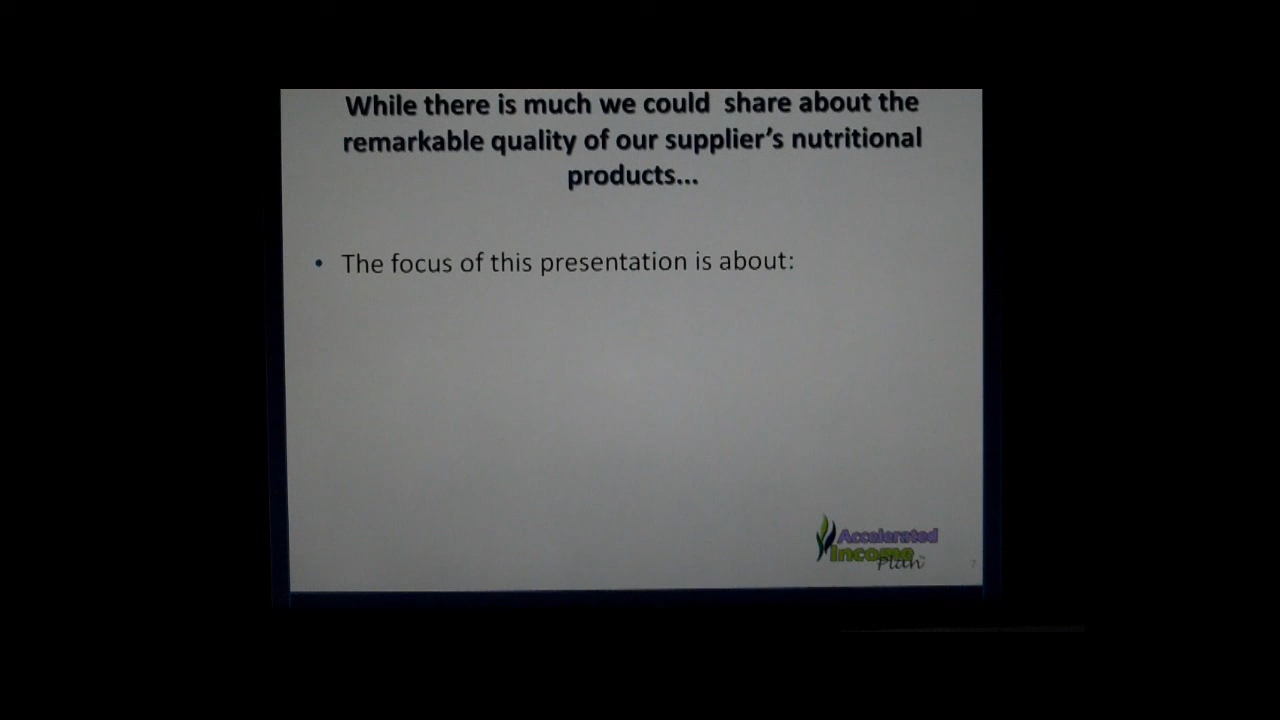 While there is much we could  share about the
remarkable quality of our supplier's nutritional
products...
• The focus of this presentation is about:
Accelerated
Income
Plan
7